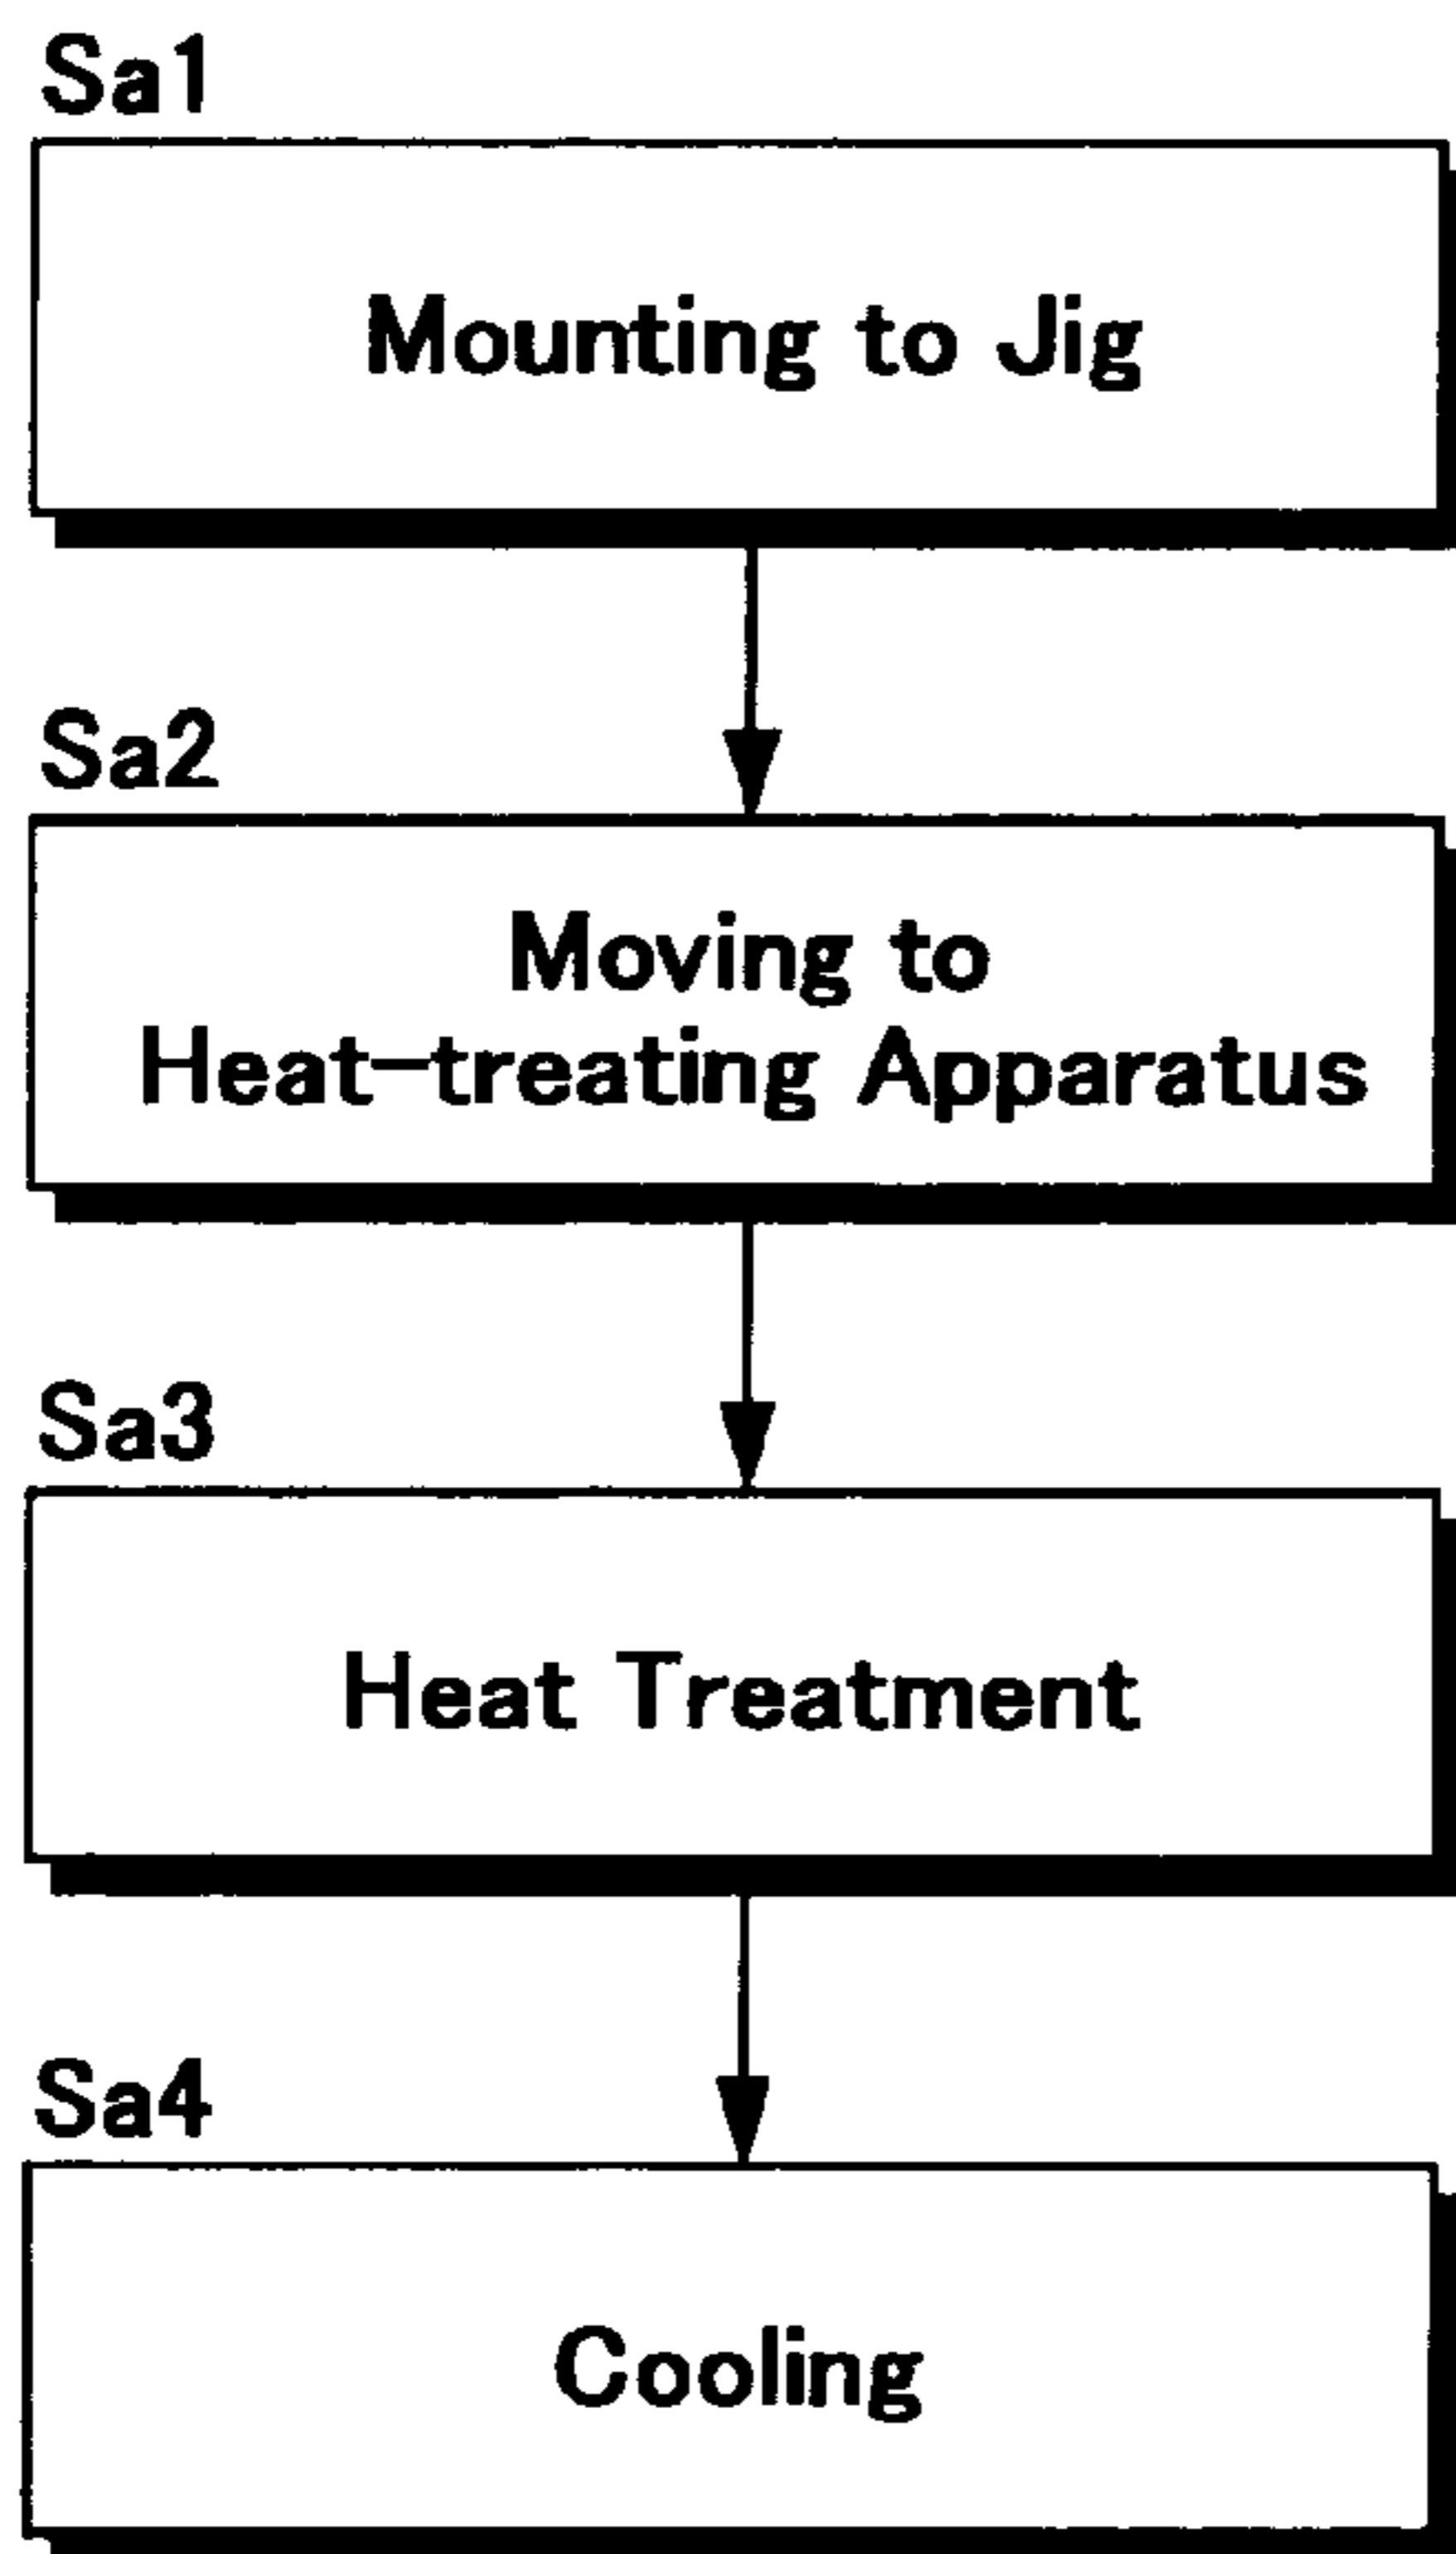 Sa1
Mounting to Jig
Sa2
Moving to
Heat-treating Apparatus
Sa3
Heat Treatment
Sa4
Cooling